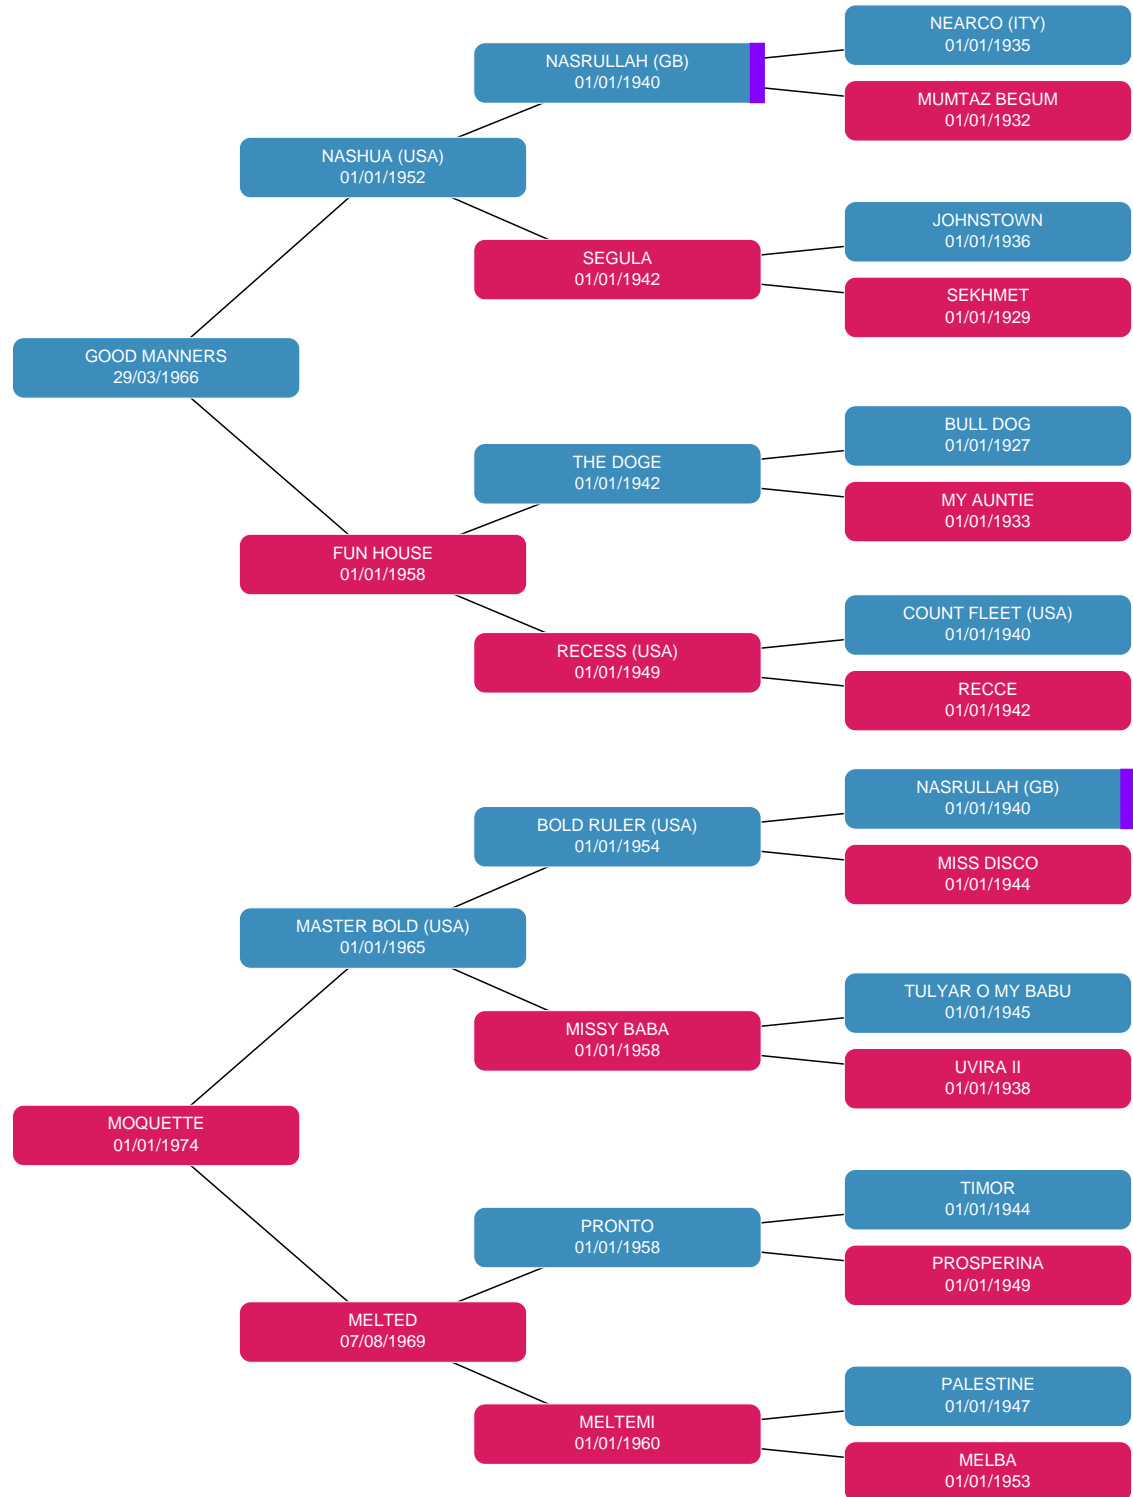 NEARCO (ITY)
01/01/1935
NASRULLAH (GB)
01/01/1940
MUMTAZ BEGUM
01/01/1932
NASHUA (USA)
01/01/1952
JOHNSTOWN
01/01/1936
SEGULA
01/01/1942
SEKHMET
01/01/1929
GOOD MANNERS
29/03/1966
BULL DOG
01/01/1927
THE DOGE
01/01/1942
MY AUNTIE
01/01/1933
FUN HOUSE
01/01/1958
COUNT FLEET (USA)
01/01/1940
RECESS (USA)
01/01/1949
RECCE
01/01/1942
NASRULLAH (GB)
01/01/1940
BOLD RULER (USA)
01/01/1954
MISS DISCO
01/01/1944
MASTER BOLD (USA)
01/01/1965
TULYAR O MY BABU
01/01/1945
MISSY BABA
01/01/1958
UVIRA II
01/01/1938
MOQUETTE
01/01/1974
TIMOR
01/01/1944
PRONTO
01/01/1958
PROSPERINA
01/01/1949
MELTED
07/08/1969
PALESTINE
01/01/1947
MELTEMI
01/01/1960
MELBA
01/01/1953